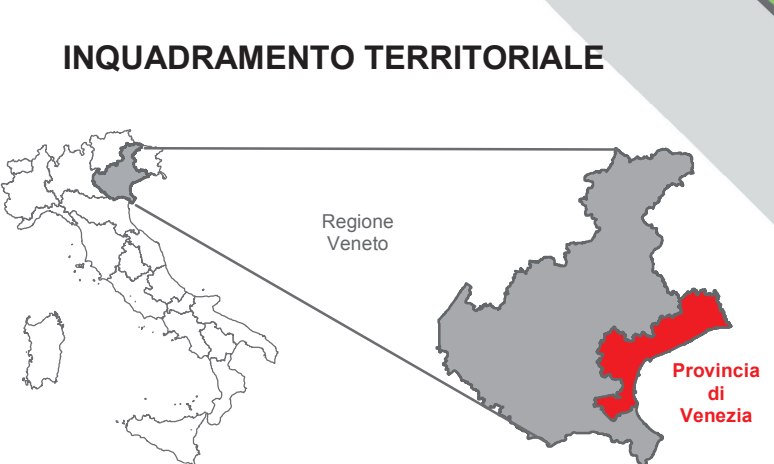 INQUADRAMENTO TERRITORIALE
Regione
Veneto
Provincia
di
Venezia